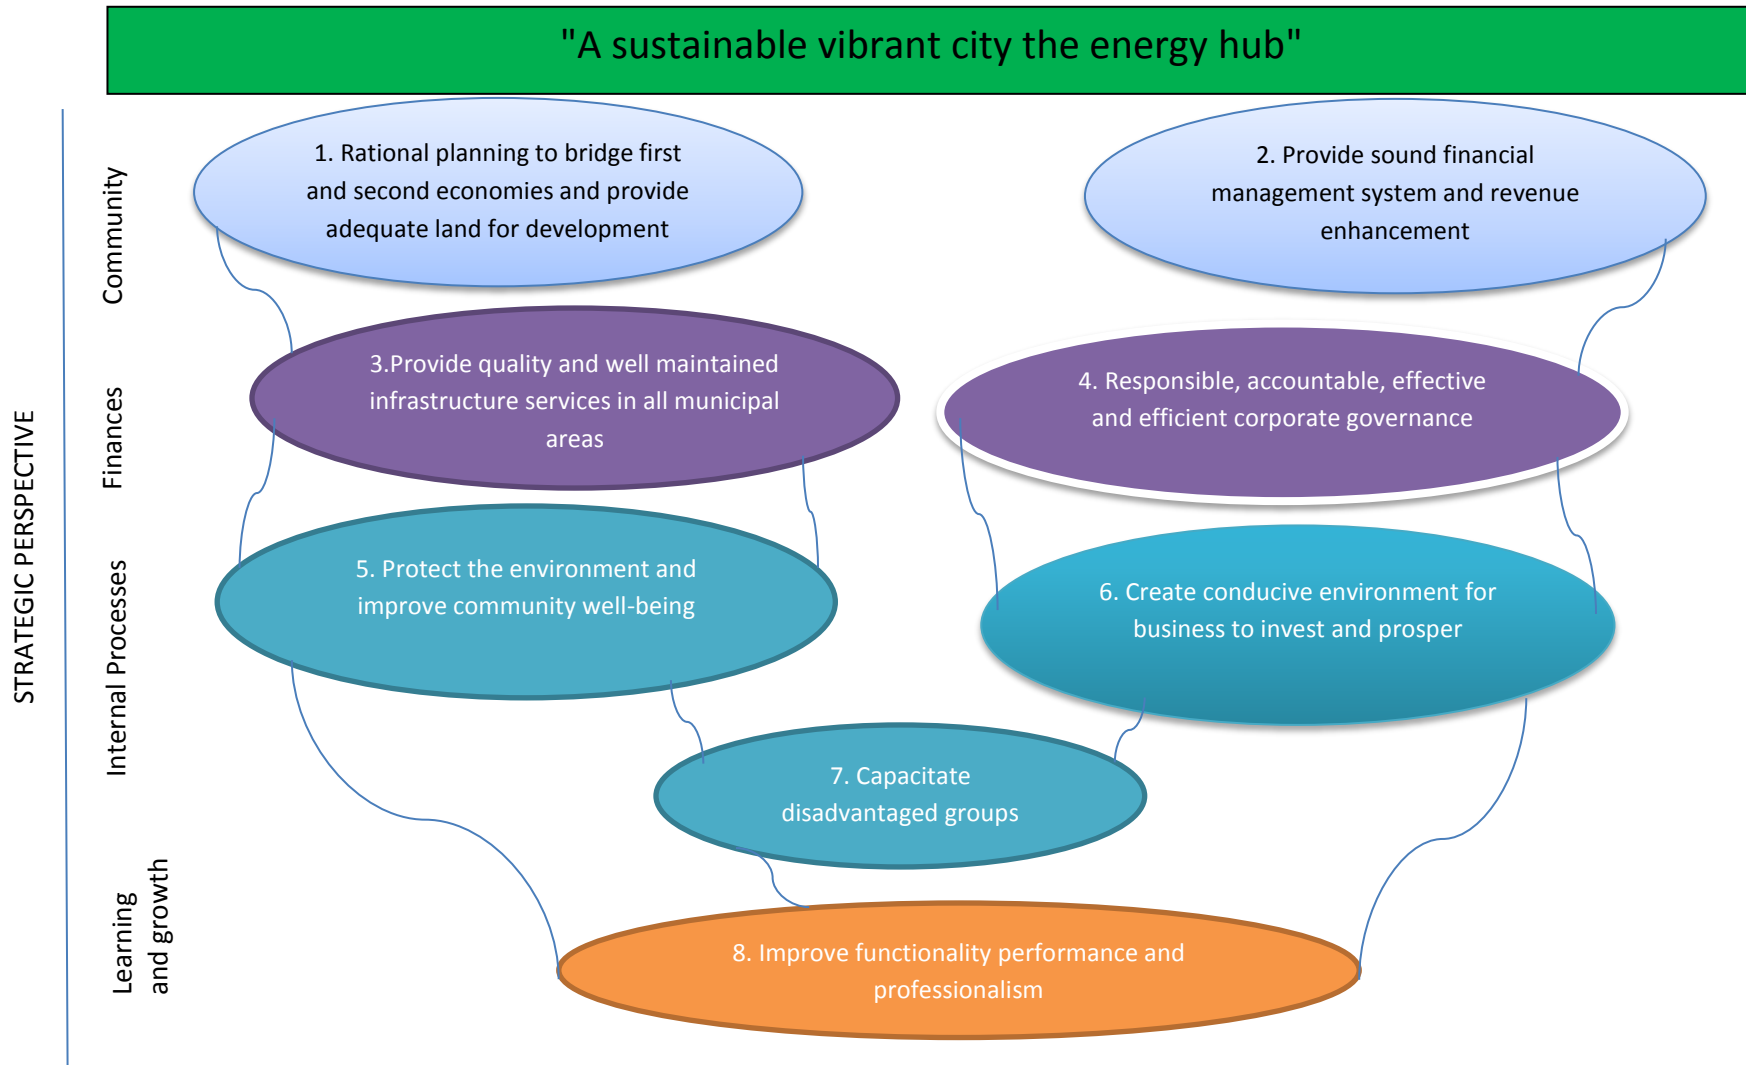 "A sustainable vibrant city the energy hub"
STRATEGIC PERSPECTIVE
Community
1. Rational planning to bridge first
and second economies and provide
adequate land for development
2. Provide sound financial
management system and revenue
enhancement
Finances
3.Provide quality and well maintained
infrastructure services in all municipal
areas
4. Responsible, accountable, effective
and efficient corporate governance
Internal Processes
5. Protect the environment and
improve community well-being
6. Create conducive environment for
business to invest and prosper
7. Capacitate
disadvantaged groups
Learning
and growth
8. Improve functionality performance and
professionalism